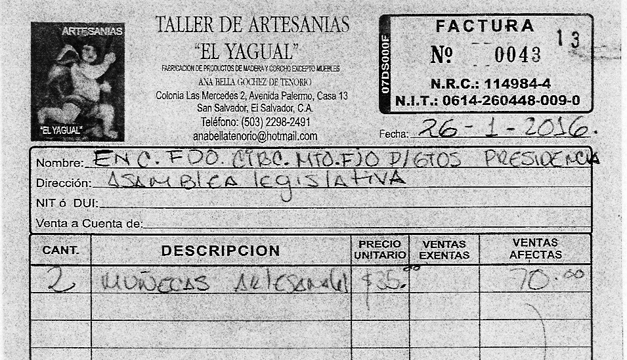 ARTESANIAS
"EL YAGUAL"
TALLER DE ARTESANIAS
"EL YAGUAL"
FABRICACION DE PRODUCTOS DE MADERA Y CORCHO EXCEPTO MUEBLES
ANA BELLA GOCHEZ DE TENORIO
Colonia Las Mercedes 2, Avenida Palermo, Casa 13
San Salvador, El Salvador, C.A.
Teléfono: (503) 2298-2491
anabellatenorio@hotmail.com
07DS000F
FACTURA
13
Nº 0043
N.R.C.: 114984-4
N.I.T.: 0614-260448-009-0
Fecha: 26-1-2016.
Nombre: ENC. FDO. CIRC. MTO. FJO P/GTOS PRESIDENCIA
Dirección: ASAMBLEA legislATIVA
NIT ó DUI:
Venta a Cuenta de:
CANT. DESCRIPCION PRECIO UNITARIO VENTAS EXENTAS VENTAS AFECTAS
2 MUÑECAS ARTESANAL $35.00 70.00